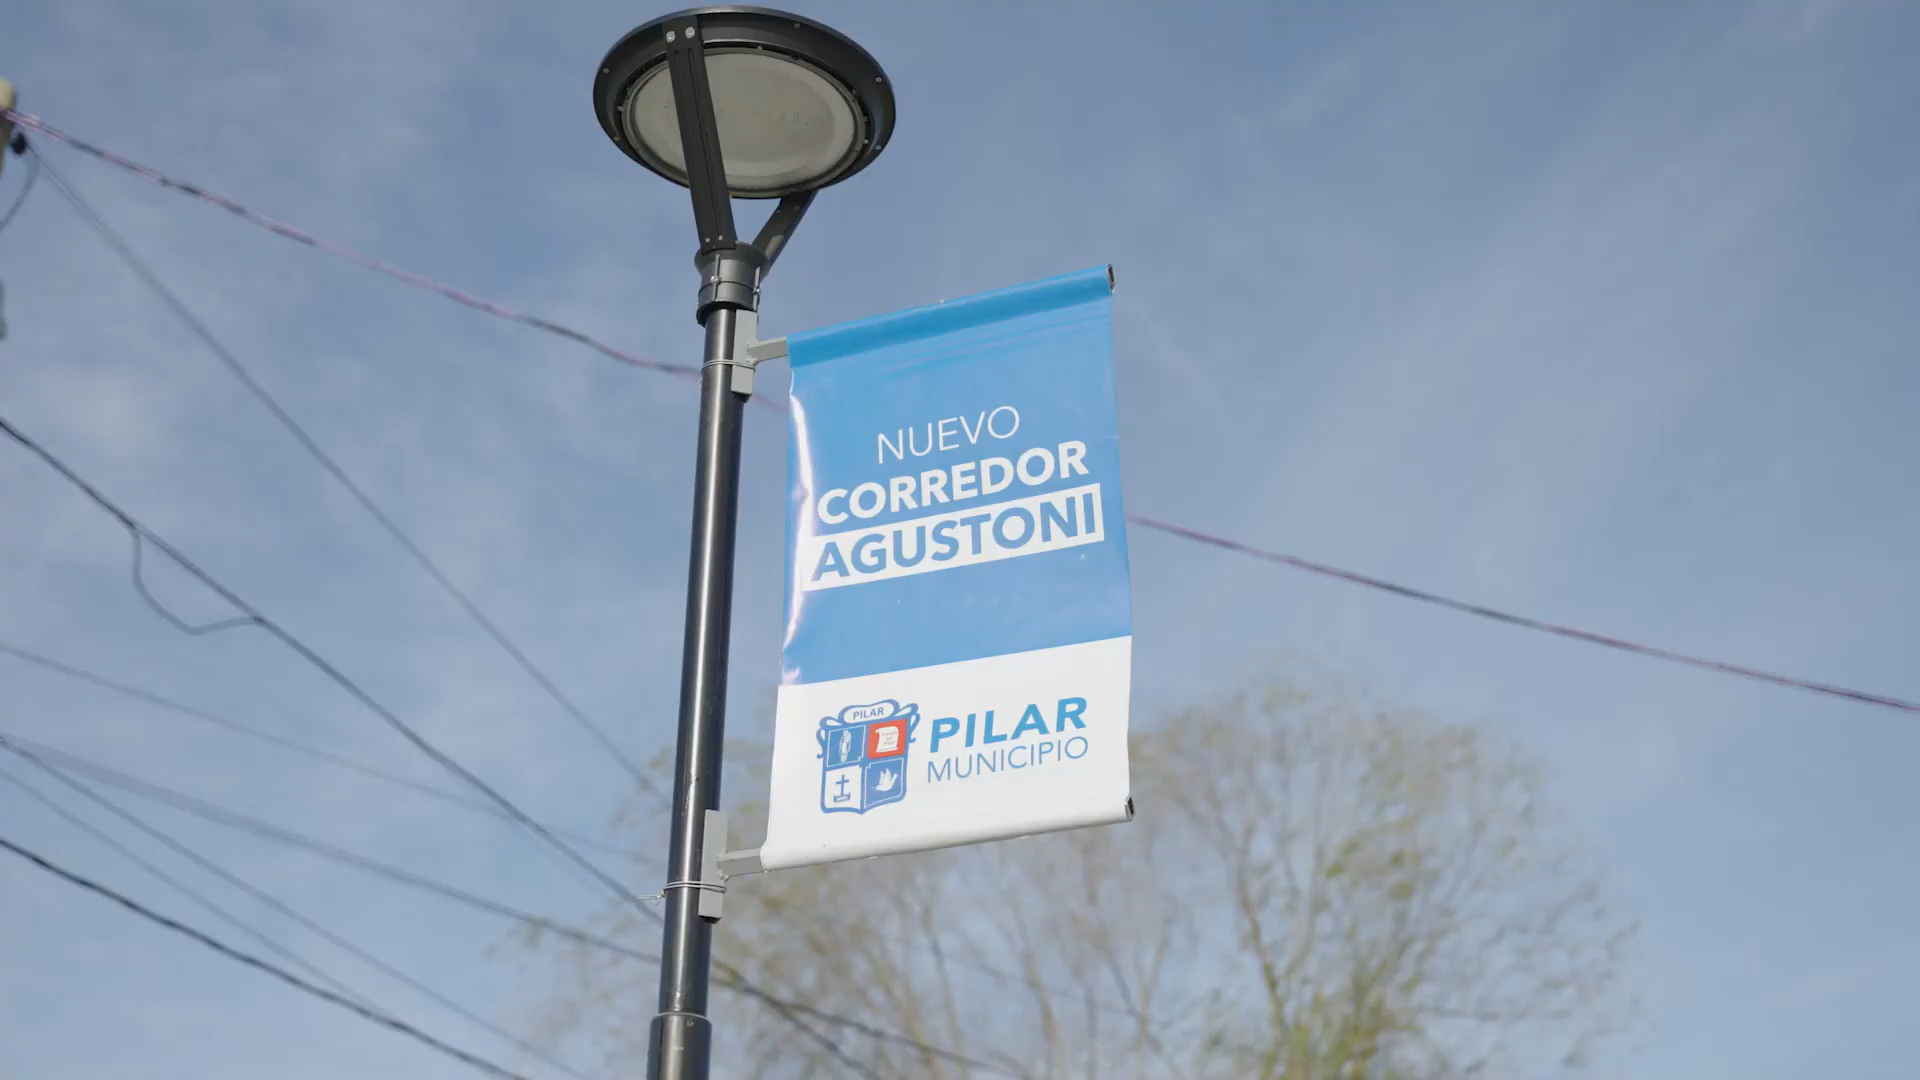 NUEVO
CORREDOR
AGUSTONI
PILAR
PILAR
MUNICIPIO